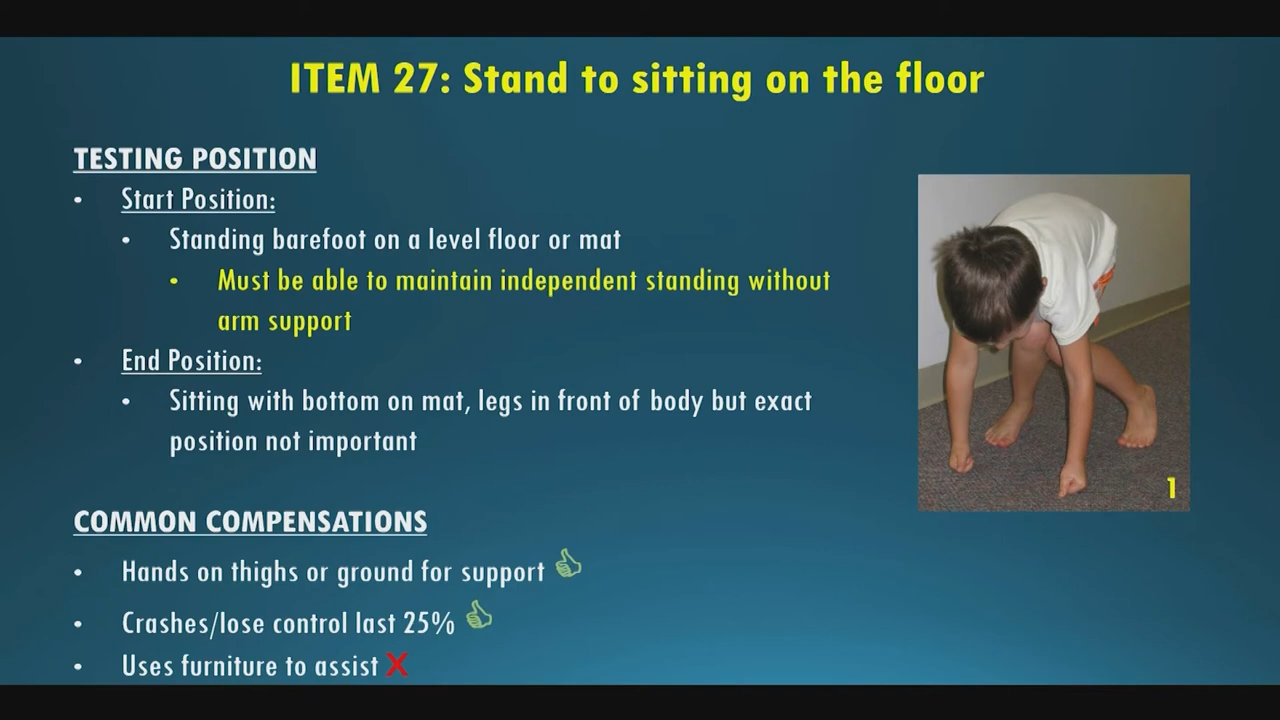 ITEM 27: Stand to sitting on the floor
TESTING POSITION
• Start Position:
• Standing barefoot on a level floor or mat
• Must be able to maintain independent standing without
arm support
• End Position:
• Sitting with bottom on mat, legs in front of body but exact
position not important
COMMON COMPENSATIONS
• Hands on thighs or ground for support
• Crashes/lose control last 25%
• Uses furniture to assist X
1